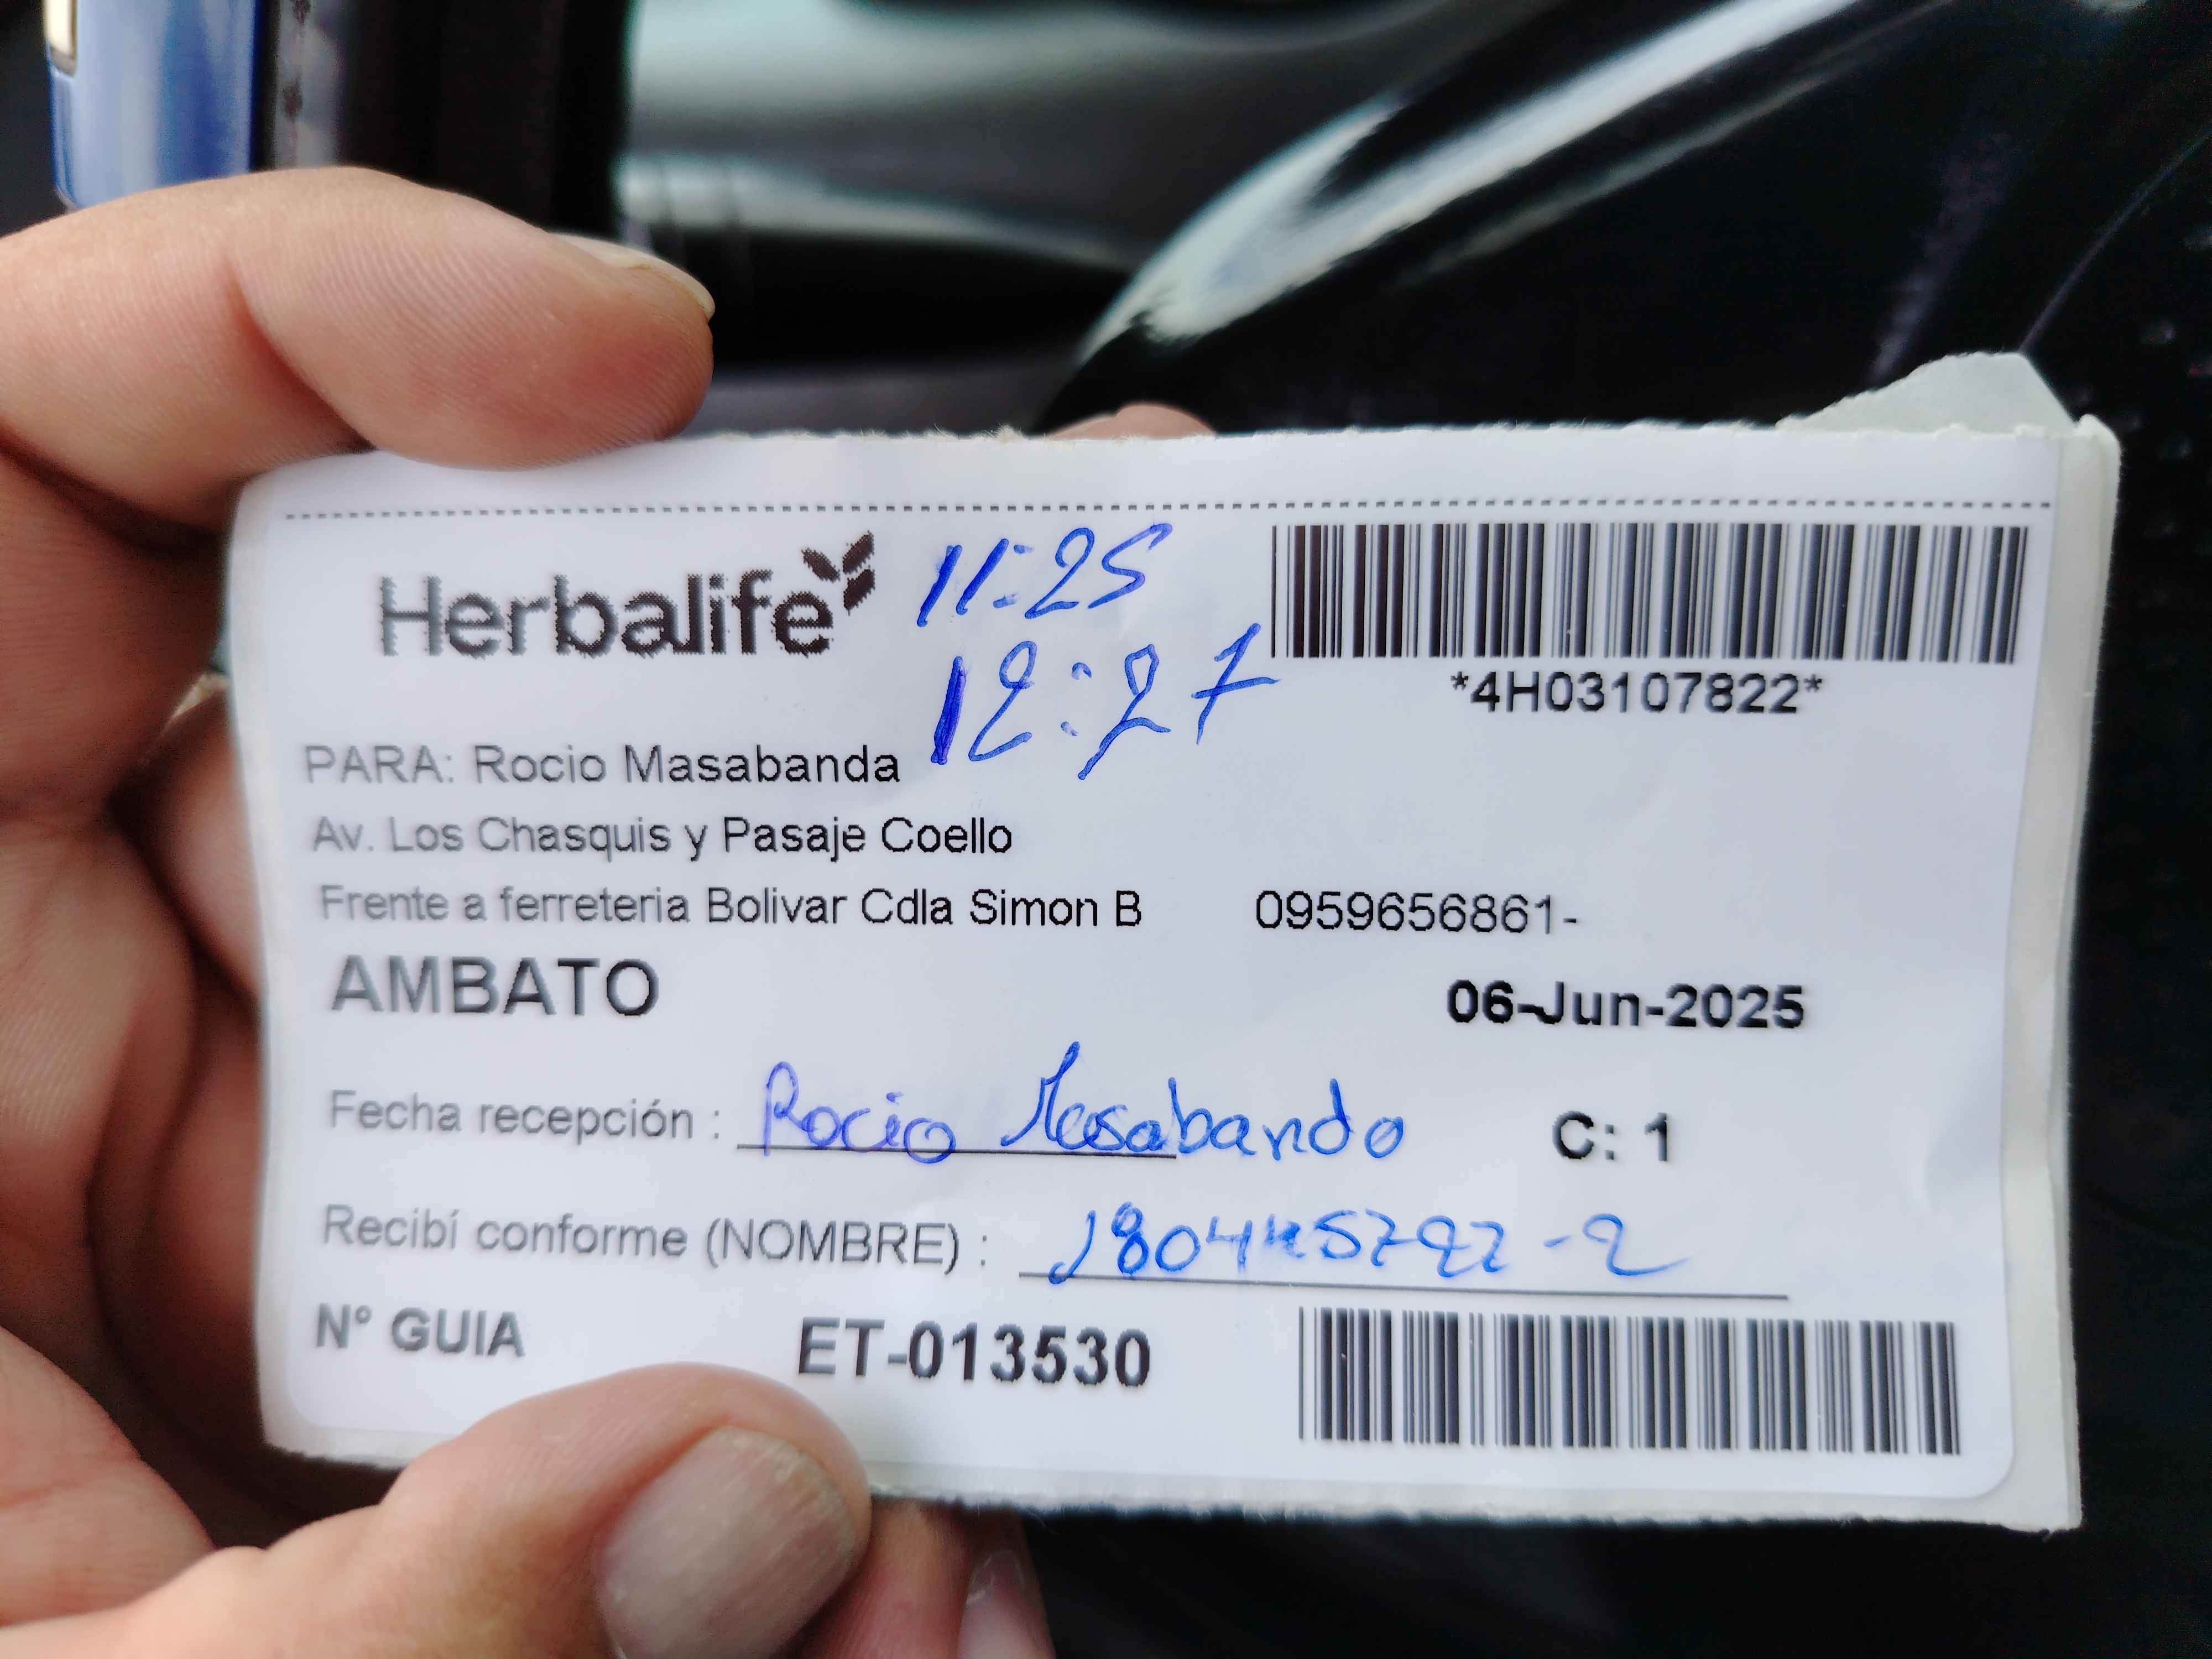 Herbalife
11:25
12:27
*4H03107822*
PARA: Rocio Masabanda
Av. Los Chasquis y Pasaje Coello
Frente a ferreteria Bolivar Cdla Simon B 0959656861-
AMBATO
06-Jun-2025
Fecha recepción : Rocio Masabanda
C: 1
Recibí conforme (NOMBRE) :
N° GUIA ET-013530